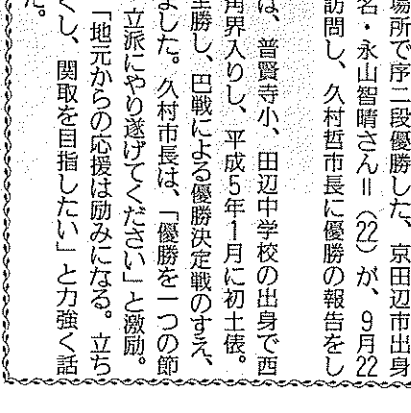 場所で序二段優勝した、京田辺市出身
名・永山智晴さん＝（22）が、9月22
訪問し、久村哲市長に優勝の報告をし
は、普賢寺小、田辺中学校の出身で西
角界入りし、平成5年1月に初土俵。
全勝し、巴戦による優勝決定戦のすえ、
ました。久村市長は、「優勝を一つの節
立派にやり遂げてください」と激励。
「地元からの応援は励みになる。立ち
くし、関取を目指したい」と力強く話
た。